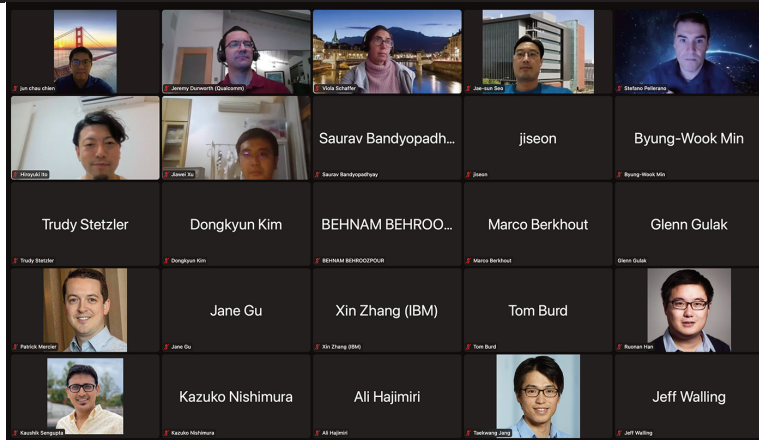 jun chau chien
Jeremy Dunworth (Qualcomm)
Viola Schaffer
Jae-sun Seo
Stefano Pellerano
Hiroyuki Ito
Jiawei Xu
Saurav Bandyopadh...
Saurav Bandyopadhyay
jiseon
jiseon
Byung-Wook Min
Byung-Wook Min
Trudy Stetzler
Trudy Stetzler
Dongkyun Kim
Dongkyun Kim
BEHNAM BEHROO...
BEHNAM BEHROOZPOUR
Marco Berkhout
Marco Berkhout
Glenn Gulak
Glenn Gulak
Patrick Mercier
Jane Gu
Jane Gu
Xin Zhang (IBM)
Xin Zhang (IBM)
Tom Burd
Tom Burd
Ruonan Han
Kaushik Sengupta
Kazuko Nishimura
Kazuko Nishimura
Ali Hajimiri
Ali Hajimiri
Taekwang Jang
Jeff Walling
Jeff Walling